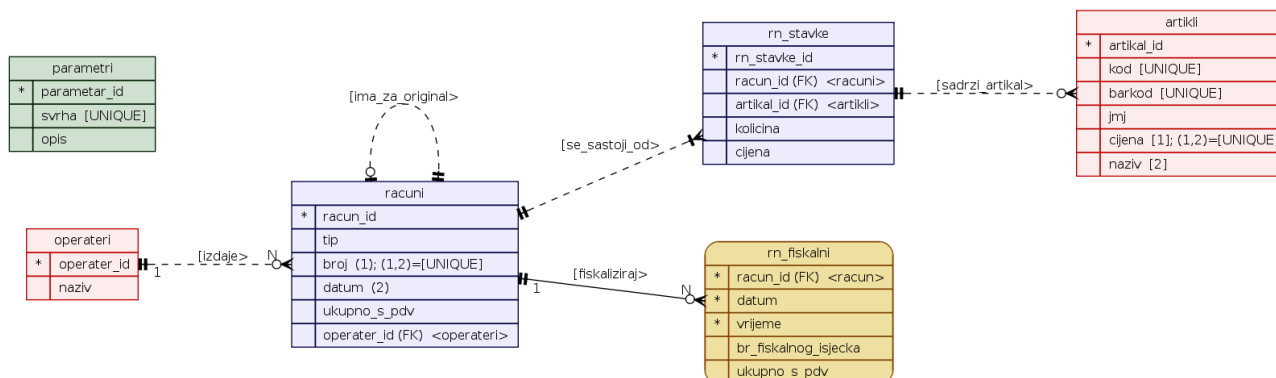 parametri
* parametar_id
svrha [UNIQUE]
opis
operateri
* operater_id
naziv
1
[izdaje>
N
[ima_za_original>
racuni
* racun_id
tip
broj (1); (1,2)=[UNIQUE]
datum (2)
ukupno_s_pdv
operater_id (FK) <operateri>
[se_sastoji_od>
1
[fiskaliziraj>
N
rn_stavke
* rn_stavke_id
racun_id (FK) <racuni>
artikal_id (FK) <artikli>
kolicina
cijena
rn_fiskalni
* racun_id (FK) <racun>
* datum
* vrijeme
br_fiskalnog_isjecka
ukupno_s_pdv
[sadrzi_artikal>
artikli
* artikal_id
kod [UNIQUE]
barkod [UNIQUE]
jmj
cijena [1]; (1,2)=[UNIQUE]
naziv [2]